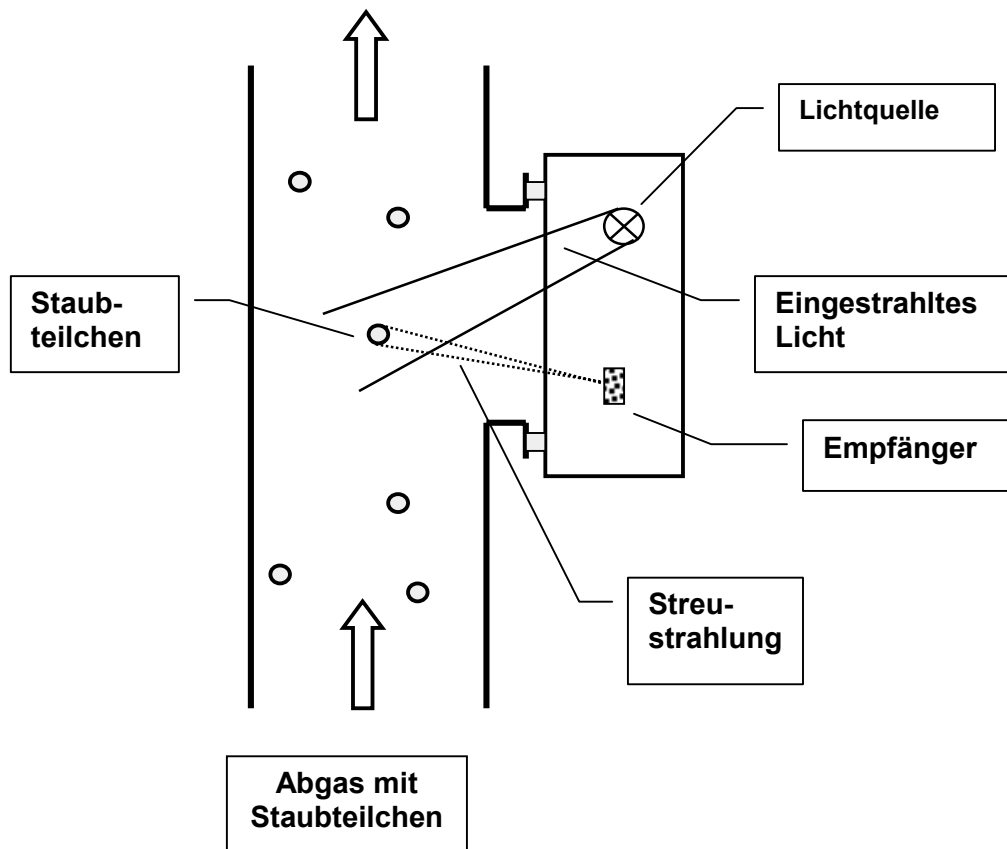 Lichtquelle
Staub-
teilchen
Eingestrahltes
Licht
Empfänger
Streu-
strahlung
Abgas mit
Staubteilchen